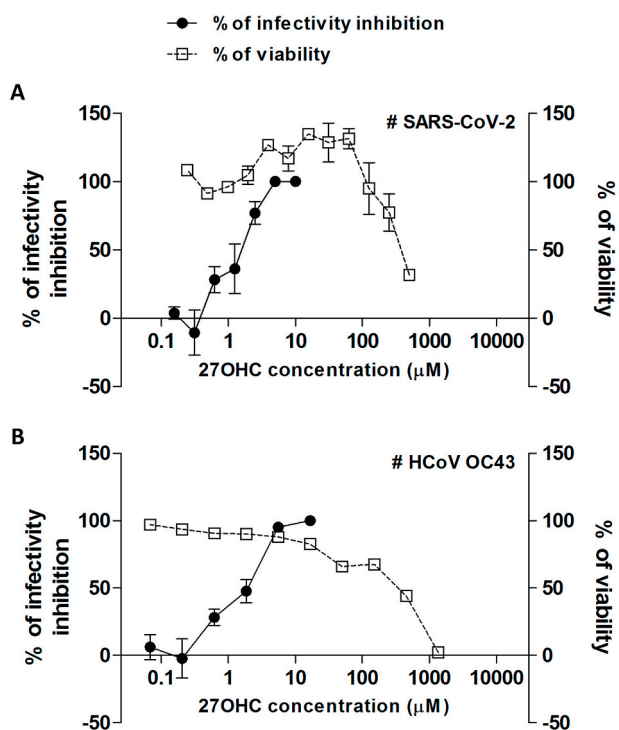 % of infectivity inhibition
% of viability
A
# SARS-CoV-2
% of infectivity
inhibition
150
100
50
0
-50
0.1 1 10 100 1000 10000
27OHC concentration (μM)
150
100
50
0
-50
% of viability
B
# HCoV OC43
% of infectivity
inhibition
150
100
50
0
-50
0.1 1 10 100 1000 10000
27OHC concentration (μM)
150
100
50
0
-50
% of viability